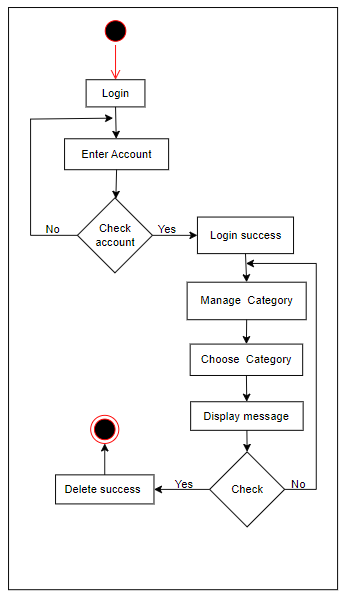 Login
Enter Account
Check
account
No
Yes
Login success
Manage  Category
Choose  Category
Display message
Check
Yes
No
Delete success